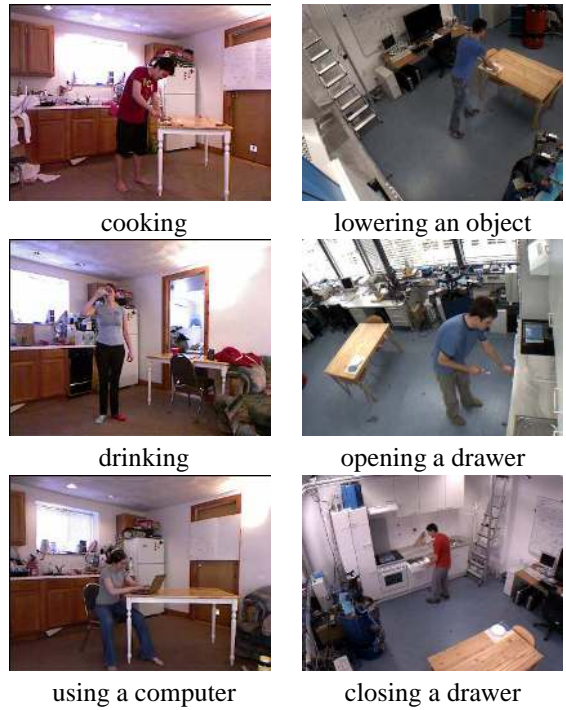 cooking
lowering an object
drinking
opening a drawer
using a computer
closing a drawer